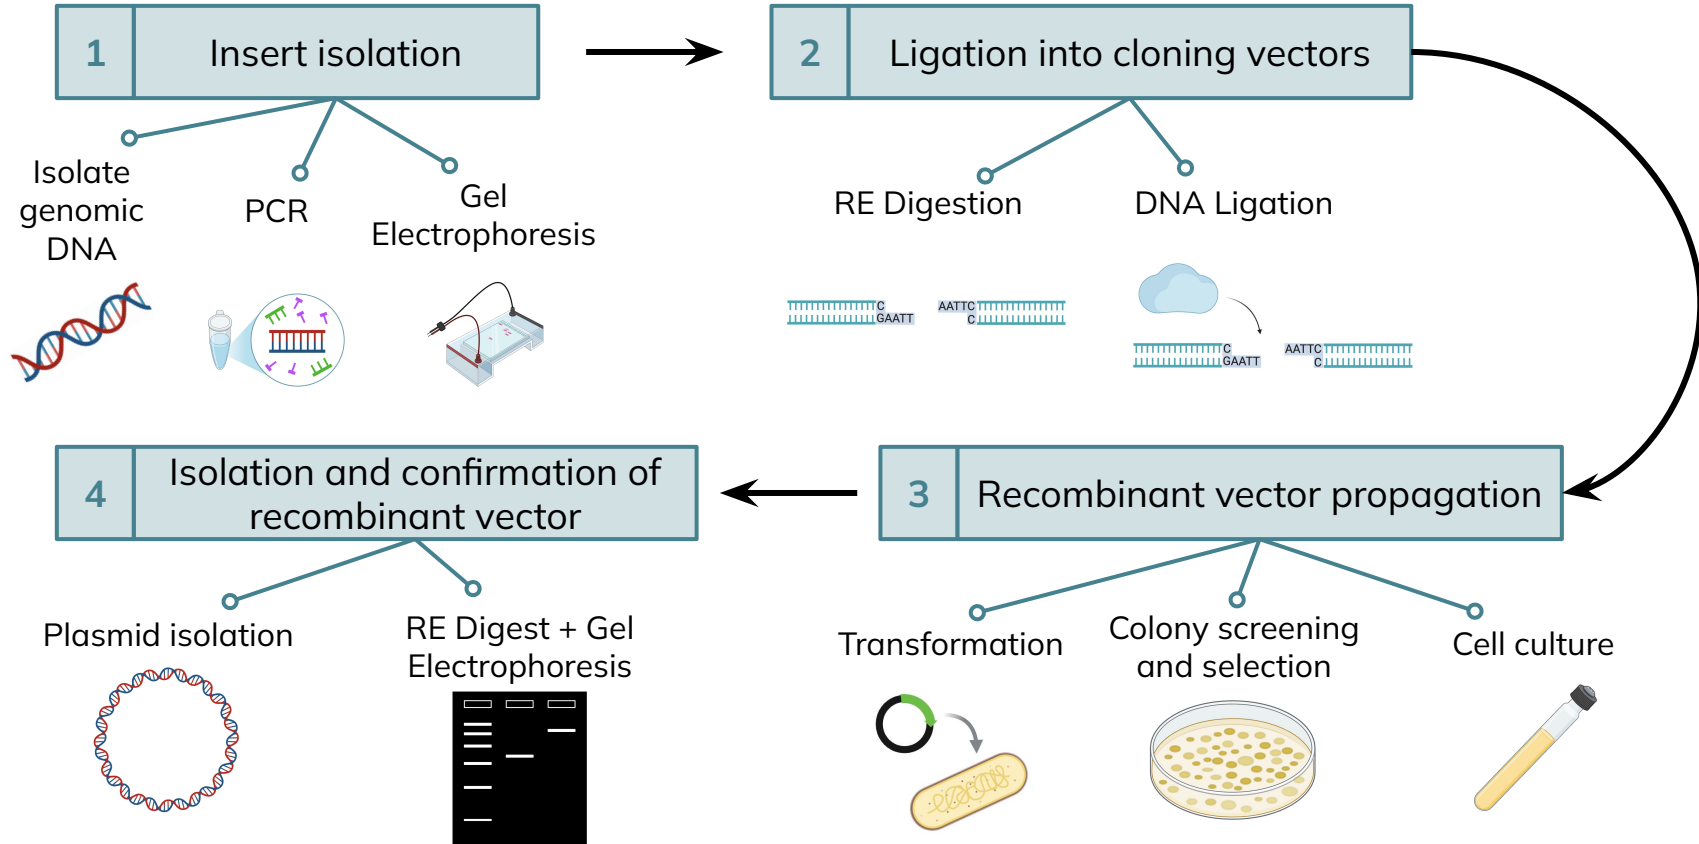 1
Insert isolation
2
Ligation into cloning vectors
Isolate
genomic
DNA
PCR
Gel
Electrophoresis
RE Digestion
DNA Ligation
C
GAATT
AATTC
C
C
GAATT
AATTC
C
4
Isolation and confirmation of
recombinant vector
3
Recombinant vector propagation
Plasmid isolation
RE Digest + Gel
Electrophoresis
Transformation
Colony screening
and selection
Cell culture